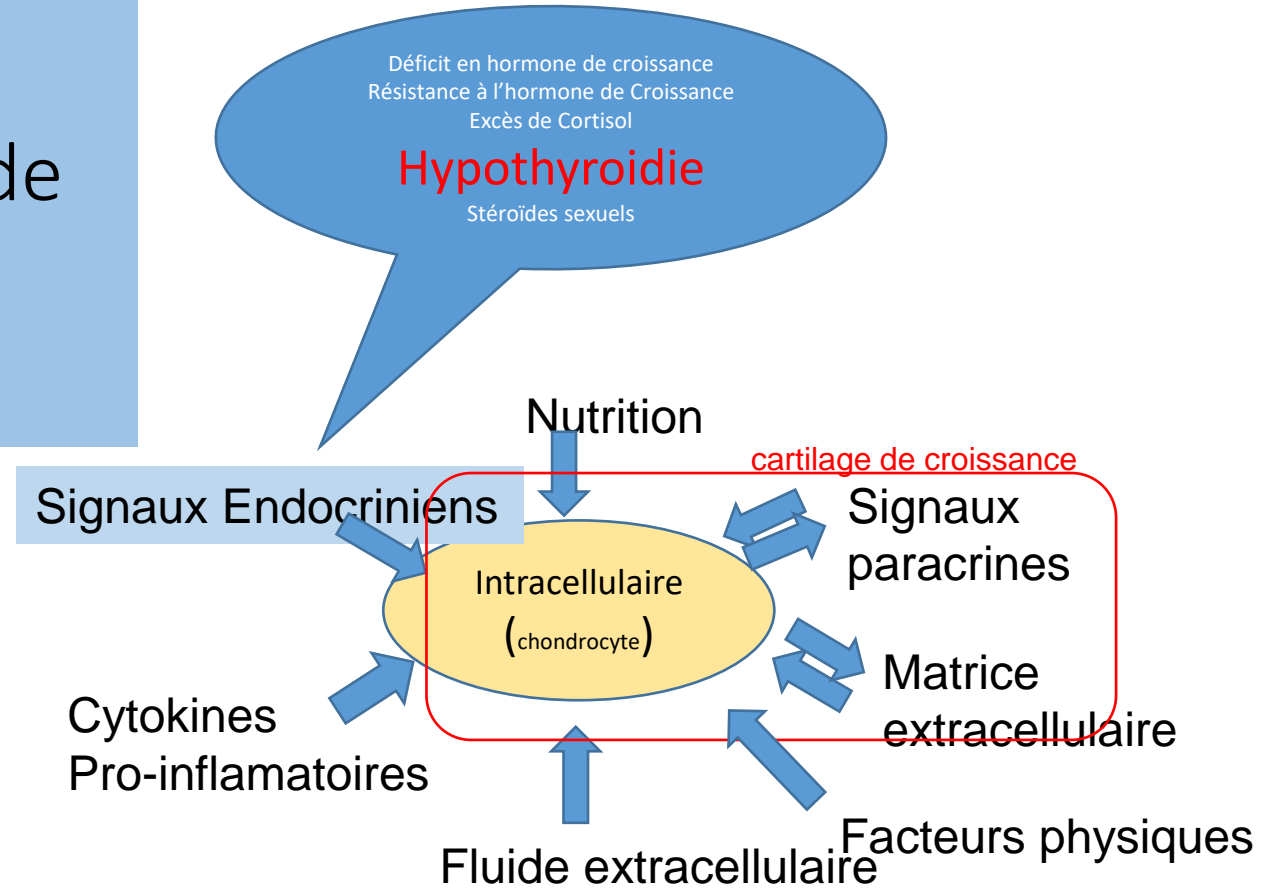 de
Déficit en hormone de croissance
Résistance à l'hormone de Croissance
Excès de Cortisol
Hypothyroidie
Stéroïdes sexuels
Nutrition
cartilage de croissance
Signaux Endocriniens
Signaux
paracrines
Intracellulaire
(chondrocyte)
Matrice
extracellulaire
Cytokines
Pro-inflamatoires
Facteurs physiques
Fluide extracellulaire